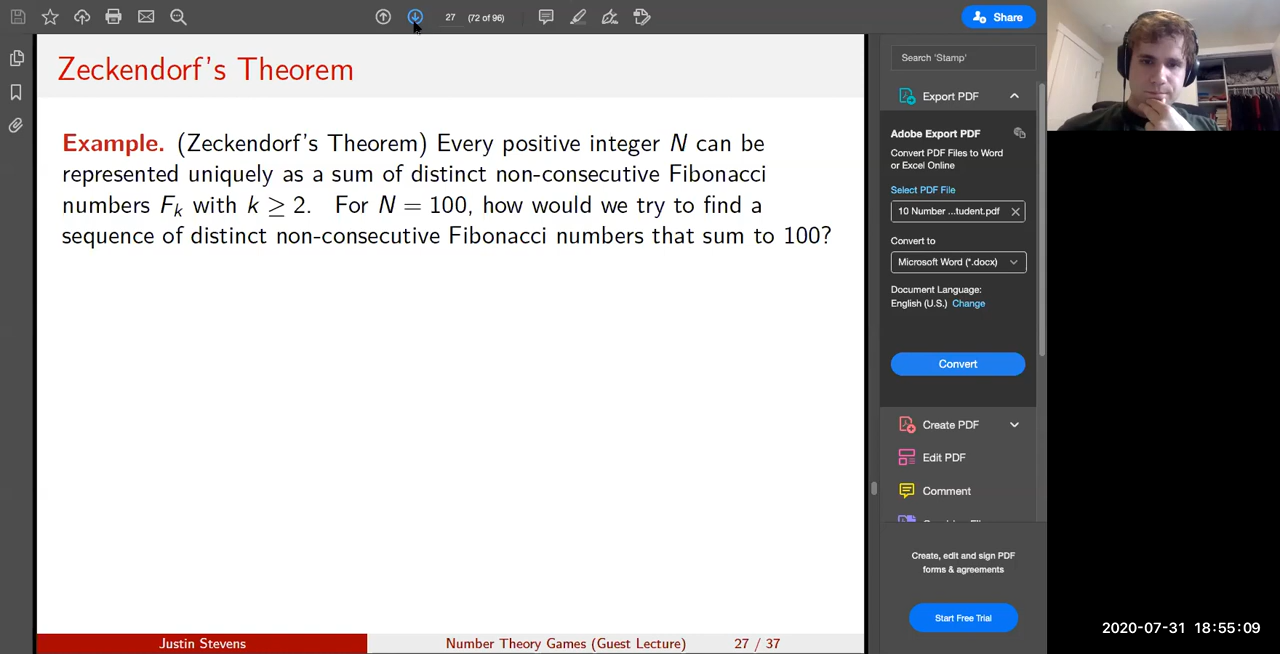 27 (72 of 96)
Share
Zeckendorf's Theorem
Example. (Zeckendorf's Theorem) Every positive integer N can be
represented uniquely as a sum of distinct non-consecutive Fibonacci
numbers Fₖ with k ≥ 2. For N = 100, how would we try to find a
sequence of distinct non-consecutive Fibonacci numbers that sum to 100?
Justin Stevens
Number Theory Games (Guest Lecture)
27 / 37
Search 'Stamp'
Export PDF
Adobe Export PDF
Convert PDF Files to Word
or Excel Online
Select PDF File
10 Number ...tudent.pdf
Convert to
Microsoft Word (*.docx)
Document Language:
English (U.S.) Change
Convert
Create PDF
Edit PDF
Comment
Create, edit and sign PDF
forms & agreements
Start Free Trial
2020-07-31 18:55:09